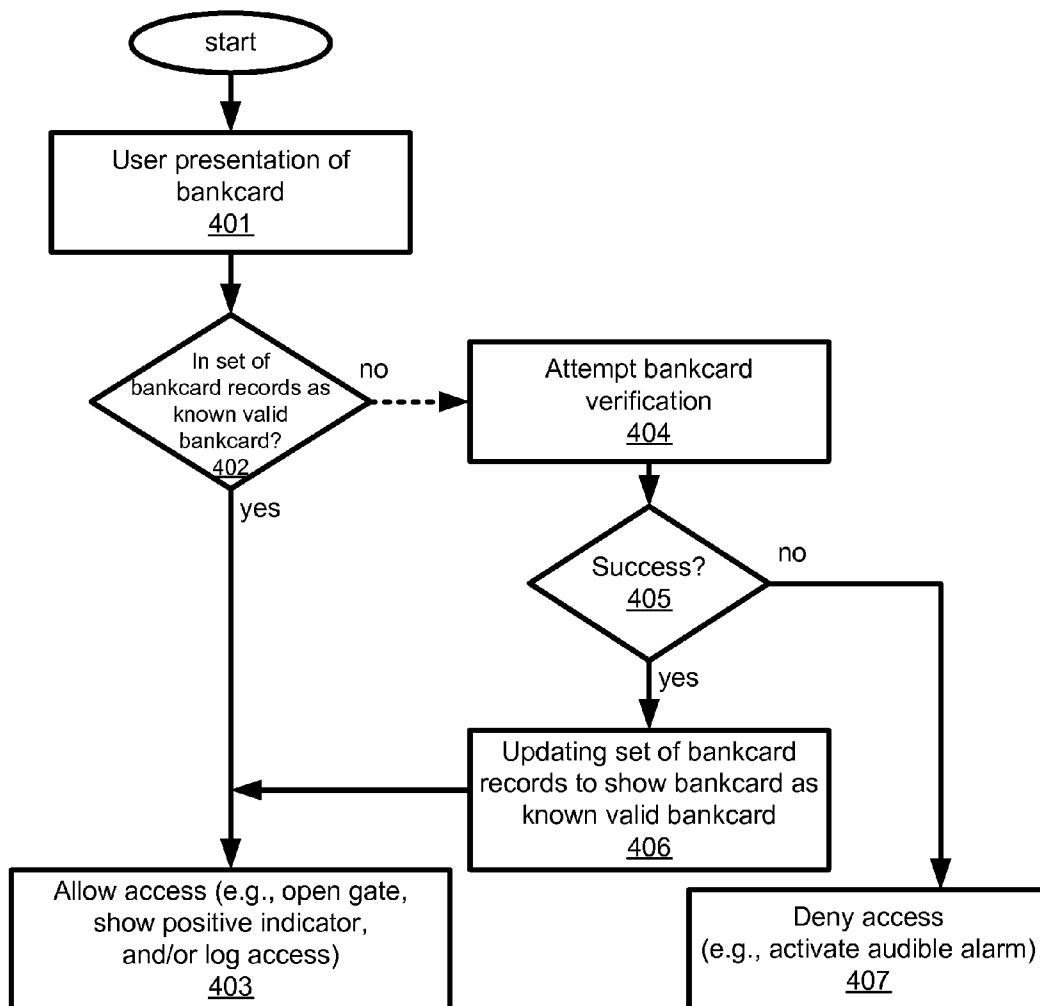 start
User presentation of
bankcard
401
In set of
bankcard records as
known valid
bankcard?
402
no
yes
Attempt bankcard
verification
404
Success?
405
no
yes
Updating set of bankcard
records to show bankcard as
known valid bankcard
406
Allow access (e.g., open gate,
show positive indicator,
and/or log access)
403
Deny access
(e.g., activate audible alarm)
407